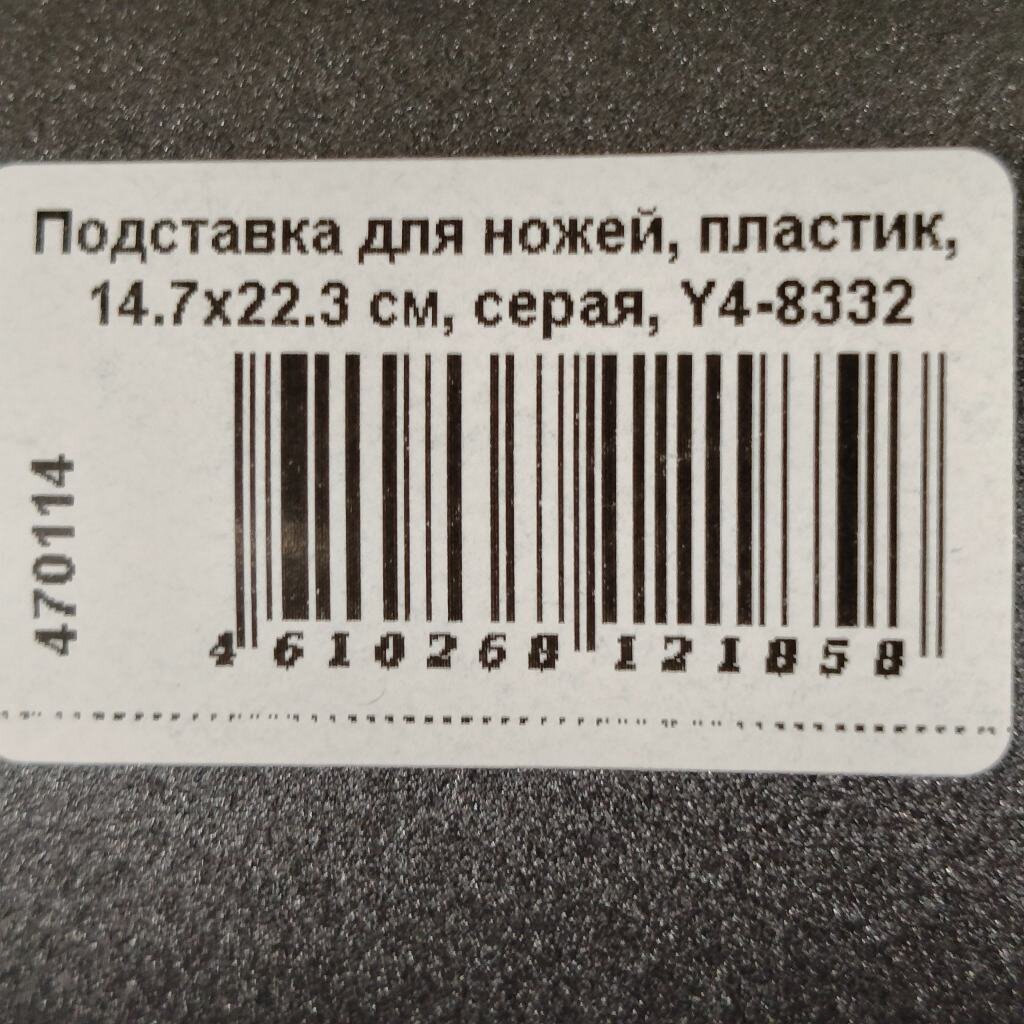 Подставка для ножей, пластик,
14.7x22.3 см, серая, Y4-8332
470114
4 610268 121858